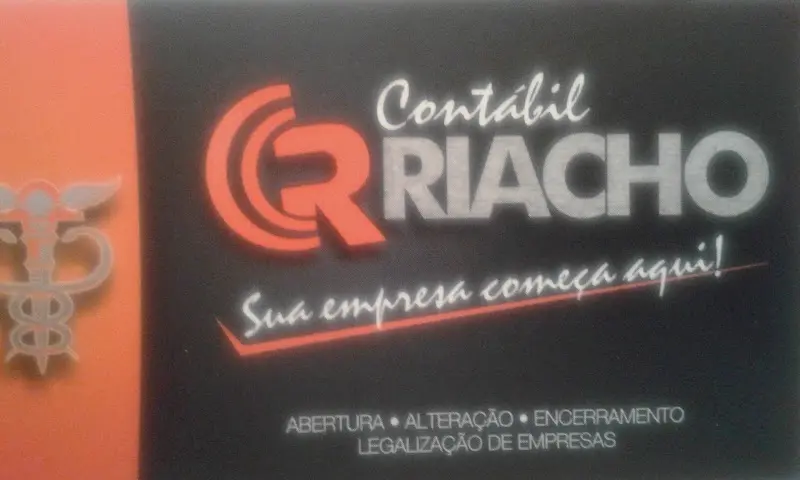 Contábil
RIACHO
Sua empresa começa aqui!
ABERTURA • ALTERAÇÃO • ENCERRAMENTO
LEGALIZAÇÃO DE EMPRESAS